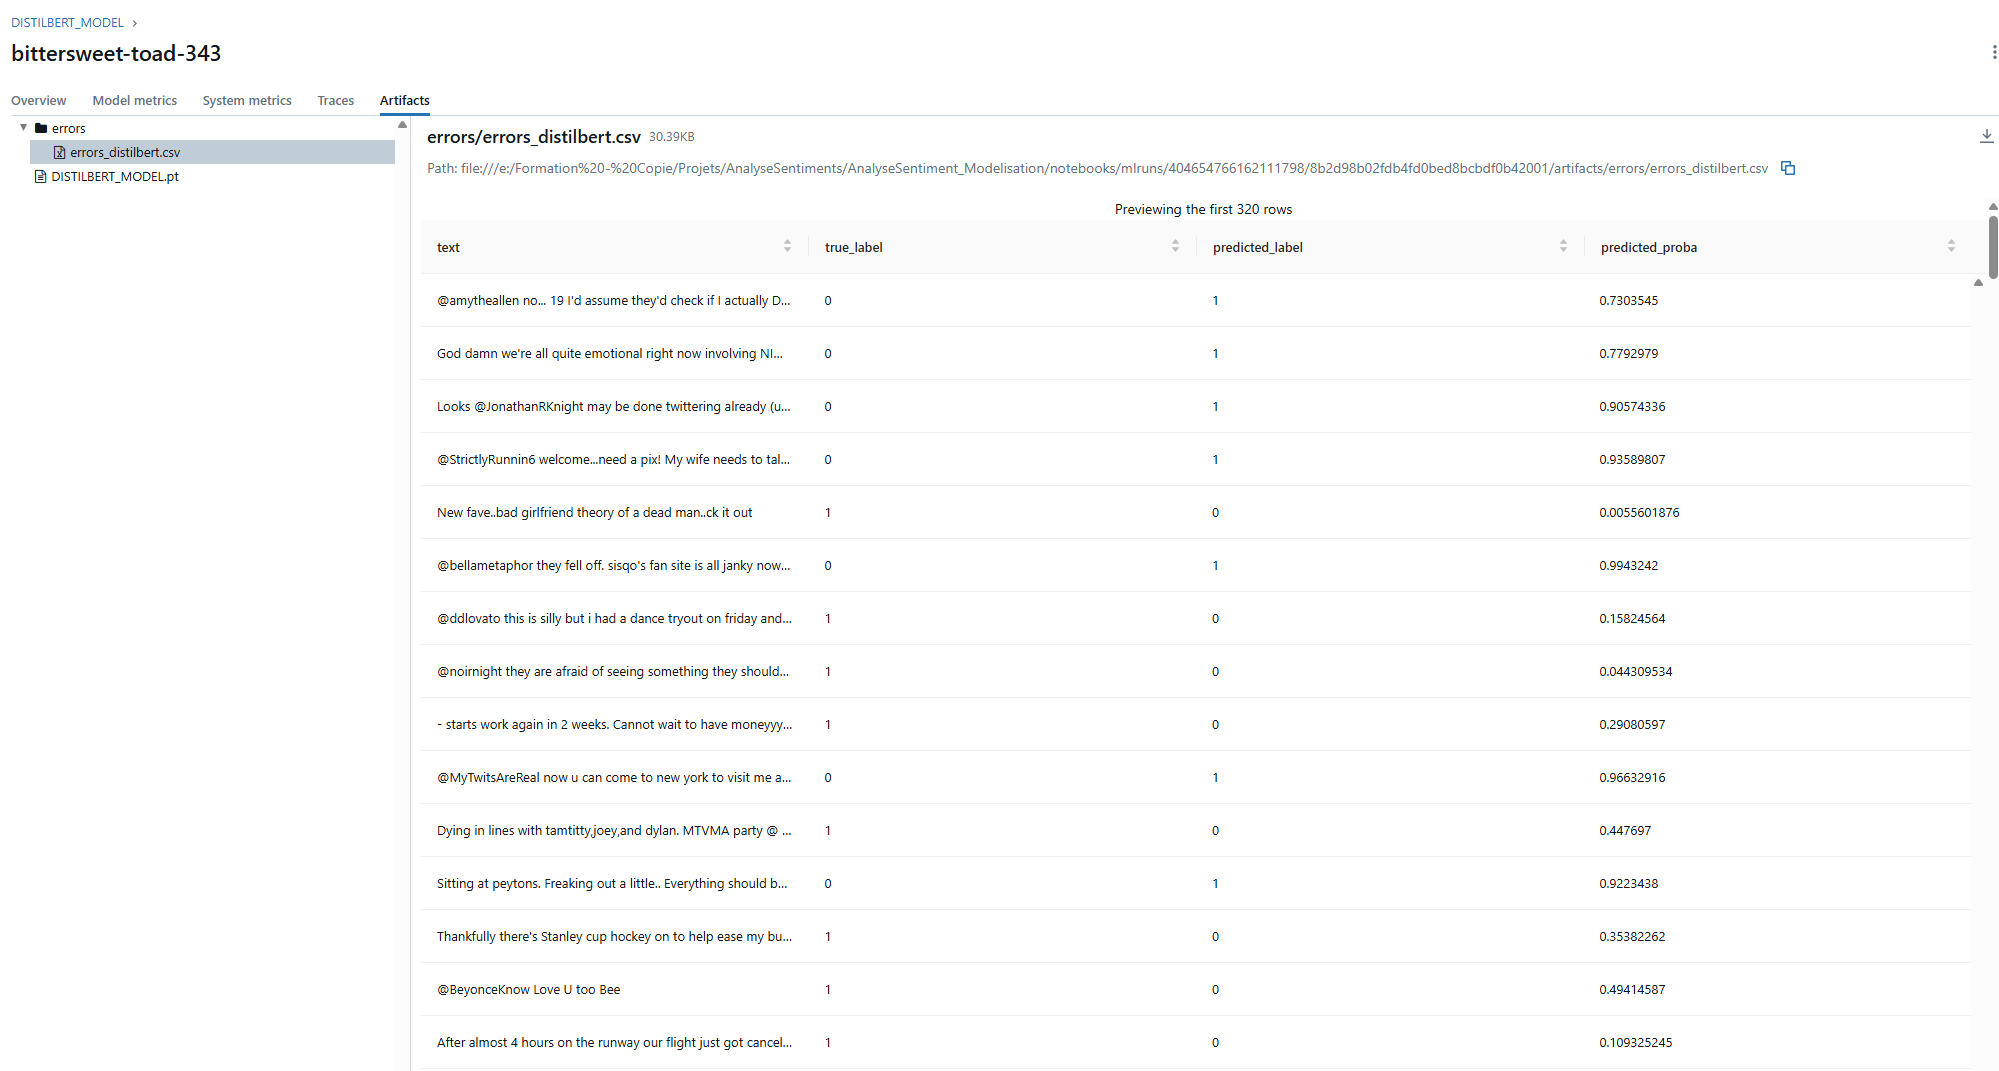 DISTILBERT_MODEL ›
bittersweet-toad-343
Overview Model metrics System metrics Traces Artifacts
errors
errors_distilbert.csv
DISTILBERT_MODEL.pt
errors/errors_distilbert.csv 30.39KB
Path: file:///e:/Formation%20-%20Copie/Projets/AnalyseSentiments/AnalyseSentiment_Modelisation/notebooks/mlruns/404654766162111798/8b2d98b02fdb4fd0bed8bcbdf0b42001/artifacts/errors/errors_distilbert.csv
Previewing the first 320 rows
text true_label predicted_label predicted_proba
@amytheallen no... 19 I'd assume they'd check if I actually D... 0 1 0.7303545
God damn we're all quite emotional right now involving NI... 0 1 0.7792979
Looks @JonathanRKnight may be done twittering already (u... 0 1 0.90574336
@StrictlyRunnin6 welcome...need a pix! My wife needs to tal... 0 1 0.93589807
New fave..bad girlfriend theory of a dead man..ck it out 1 0 0.0055601876
@bellametaphor they fell off. sisqo's fan site is all janky now... 0 1 0.9943242
@ddlovato this is silly but i had a dance tryout on friday and... 1 0 0.15824564
@noirnight they are afraid of seeing something they should... 1 0 0.044309534
- starts work again in 2 weeks. Cannot wait to have moneyyy... 1 0 0.29080597
@MyTwitsAreReal now u can come to new york to visit me a... 0 1 0.96632916
Dying in lines with tamtitty,joey,and dylan. MTVMA party @ ... 1 0 0.447697
Sitting at peytons. Freaking out a little.. Everything should b... 0 1 0.9223438
Thankfully there's Stanley cup hockey on to help ease my bu... 1 0 0.35382262
@BeyonceKnow Love U too Bee 1 0 0.49414587
After almost 4 hours on the runway our flight just got cancel... 1 0 0.109325245